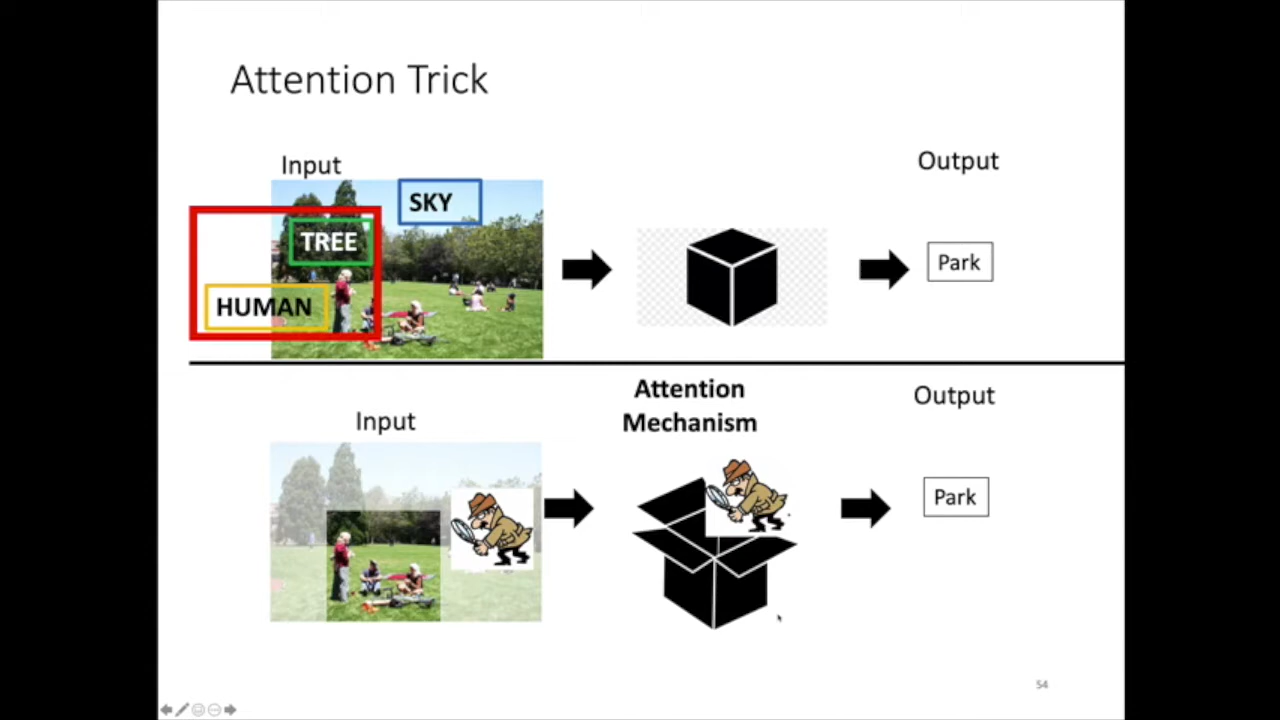 Attention Trick
Input
Output
SKY
TREE
HUMAN
Park
Attention
Mechanism
Input
Output
Park
54